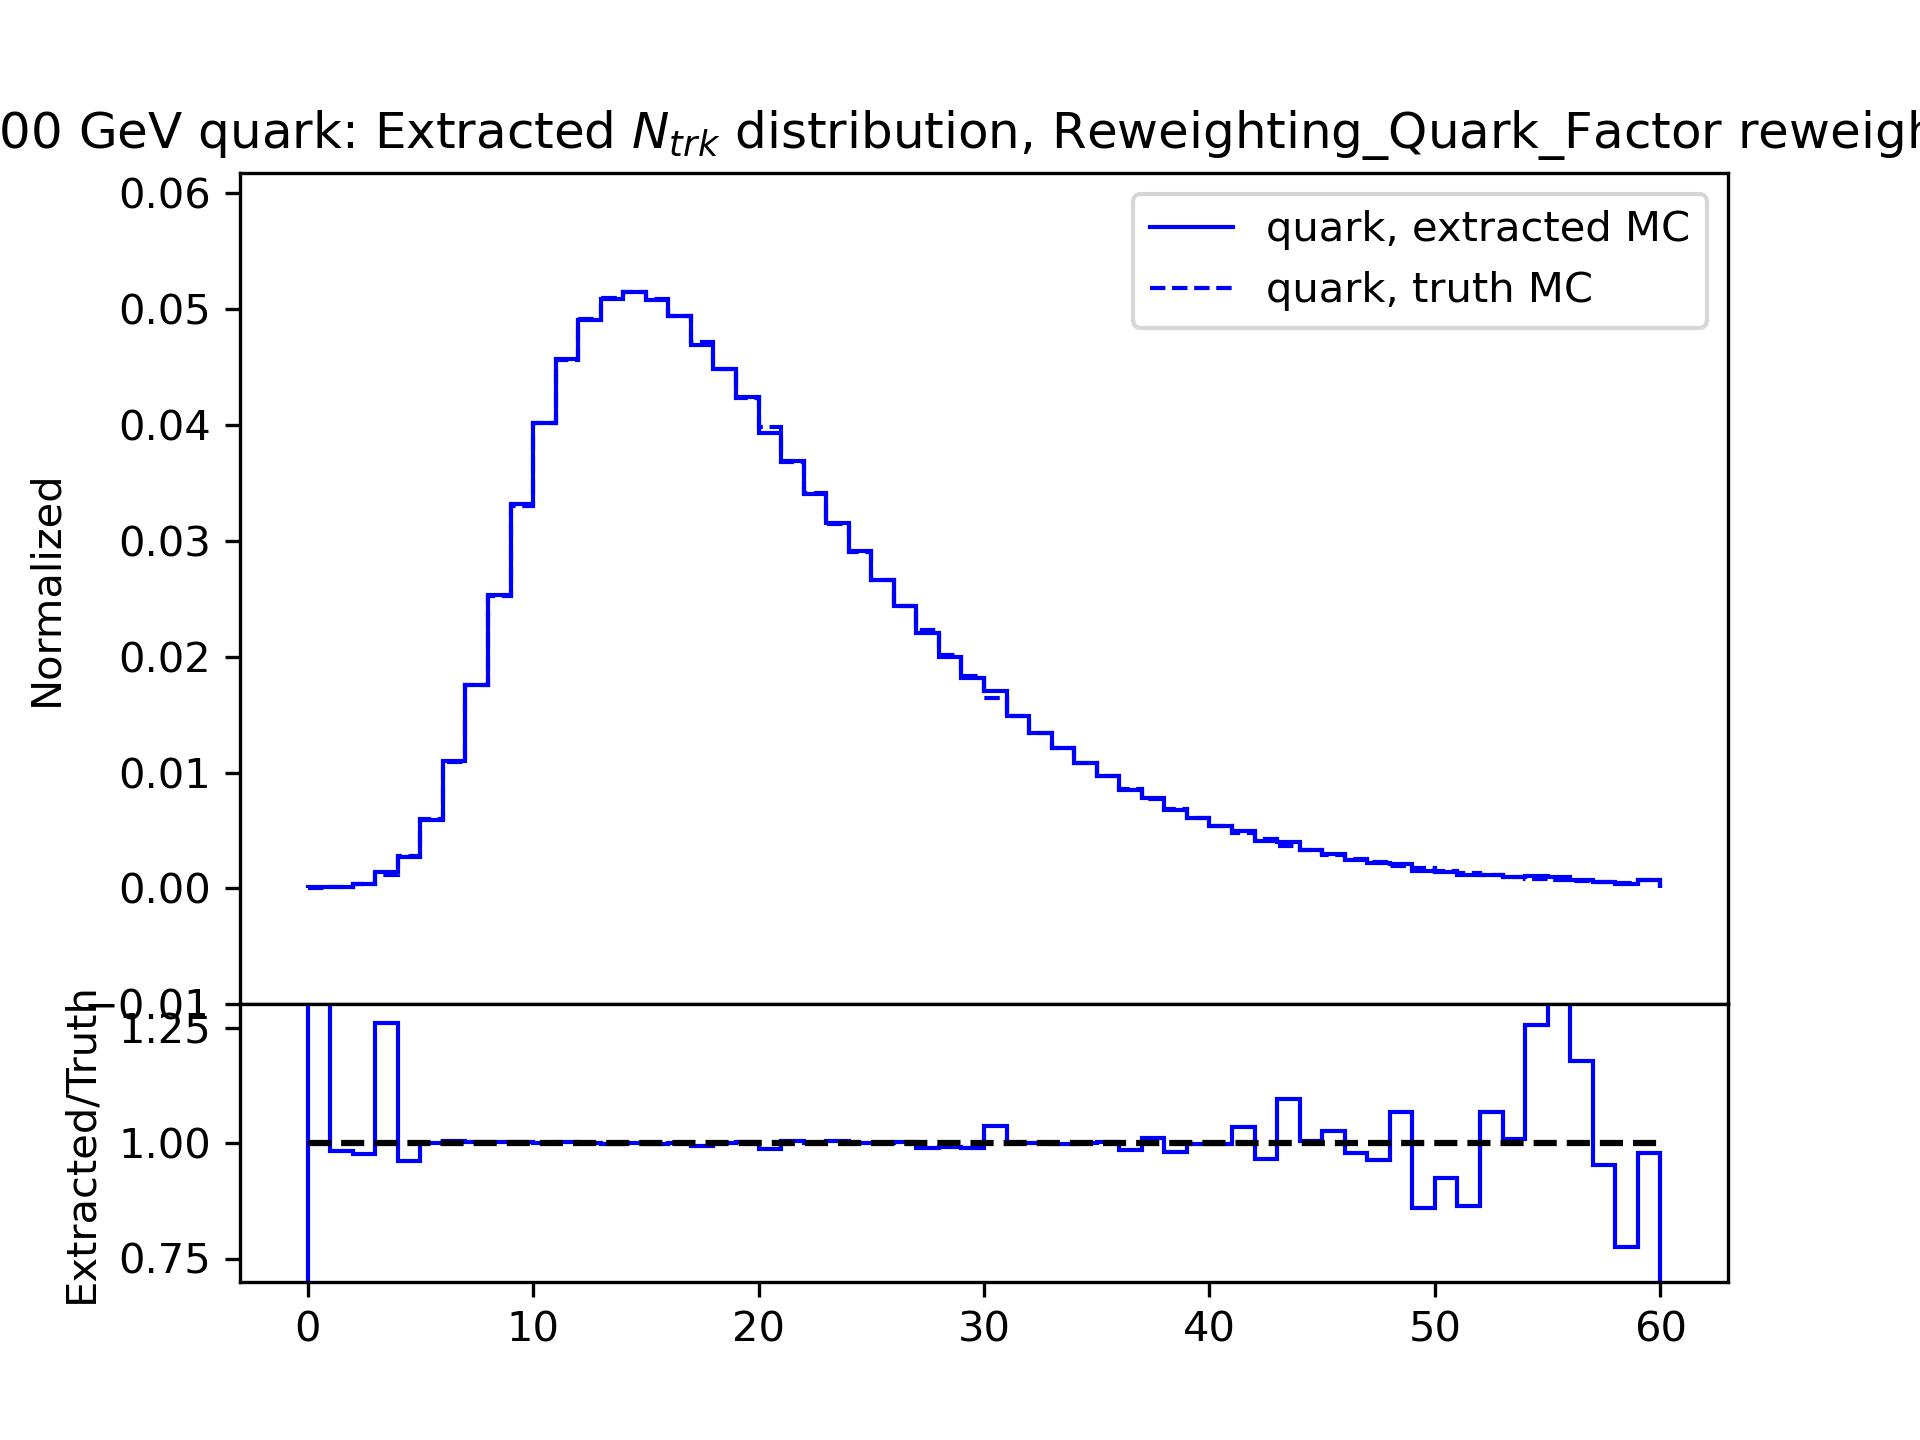 00 GeV quark: Extracted N_trk distribution, Reweighting_Quark_Factor reweigh
0.06
quark, extracted MC
quark, truth MC
0.05
0.04
0.03
0.02
0.01
0.00
−0.01
Normalized
1.25
1.00
0.75
Extracted/Truth
0 10 20 30 40 50 60